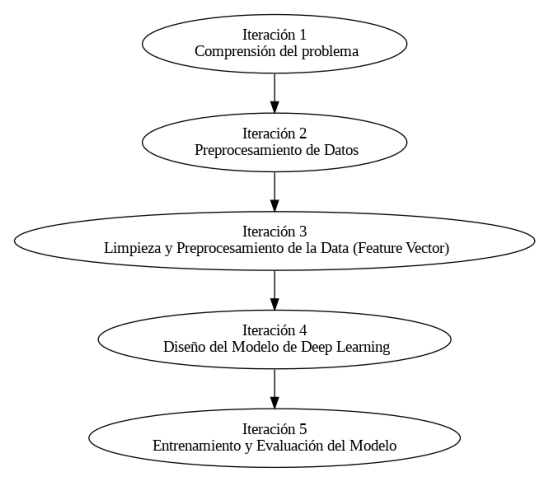 Iteración 1
Comprensión del problema
Iteración 2
Preprocesamiento de Datos
Iteración 3
Limpieza y Preprocesamiento de la Data (Feature Vector)
Iteración 4
Diseño del Modelo de Deep Learning
Iteración 5
Entrenamiento y Evaluación del Modelo